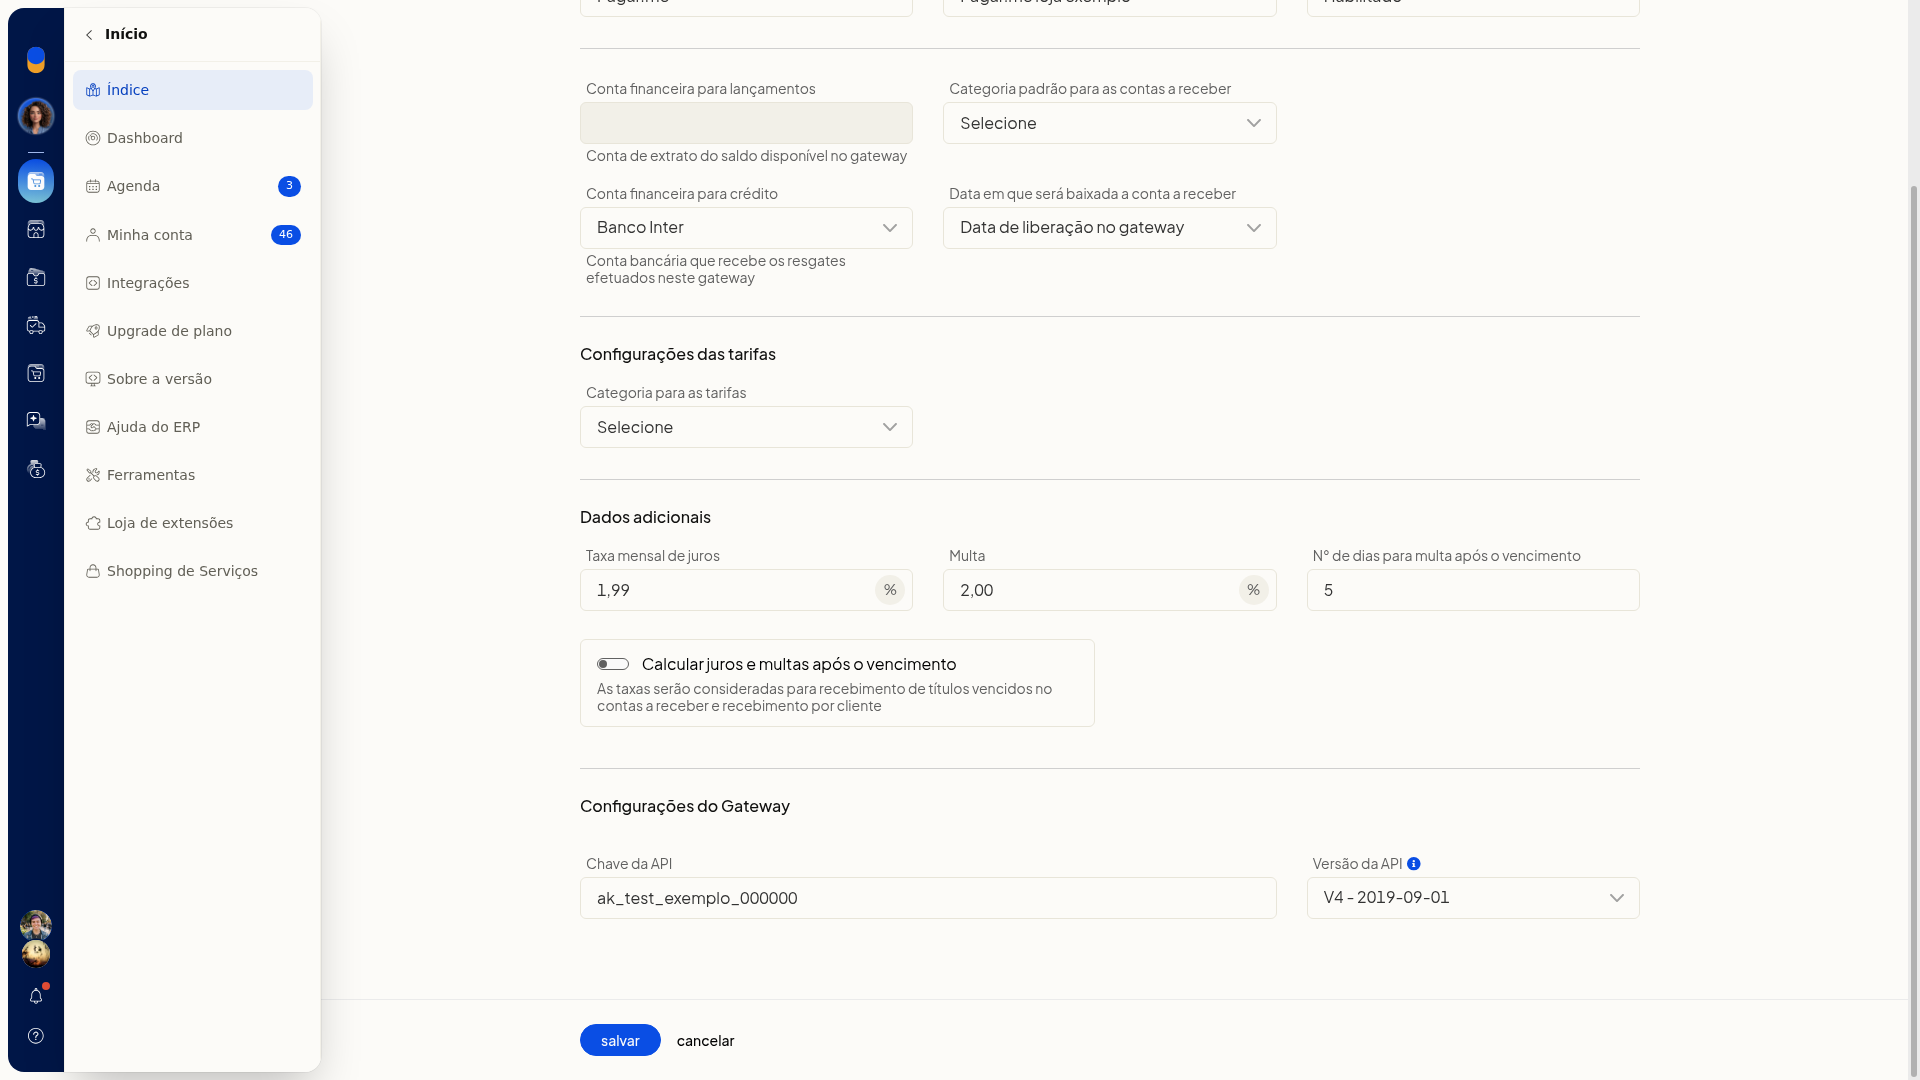 Início
Índice
Dashboard
Agenda
3
Minha conta
46
Integrações
Upgrade de plano
Sobre a versão
Ajuda do ERP
Ferramentas
Loja de extensões
Shopping de Serviços
Conta financeira para lançamentos
Categoria padrão para as contas a receber
Selecione
Conta de extrato do saldo disponível no gateway
Conta financeira para crédito
Data em que será baixada a conta a receber
Banco Inter
Data de liberação no gateway
Conta bancária que recebe os resgates
efetuados neste gateway
Configurações das tarifas
Categoria para as tarifas
Selecione
Dados adicionais
Taxa mensal de juros
Multa
N° de dias para multa após o vencimento
1,99
%
2,00
%
5
Calcular juros e multas após o vencimento
As taxas serão consideradas para recebimento de títulos vencidos no
contas a receber e recebimento por cliente
Configurações do Gateway
Chave da API
Versão da API
ak_test_exemplo_000000
V4 - 2019-09-01
salvar
cancelar